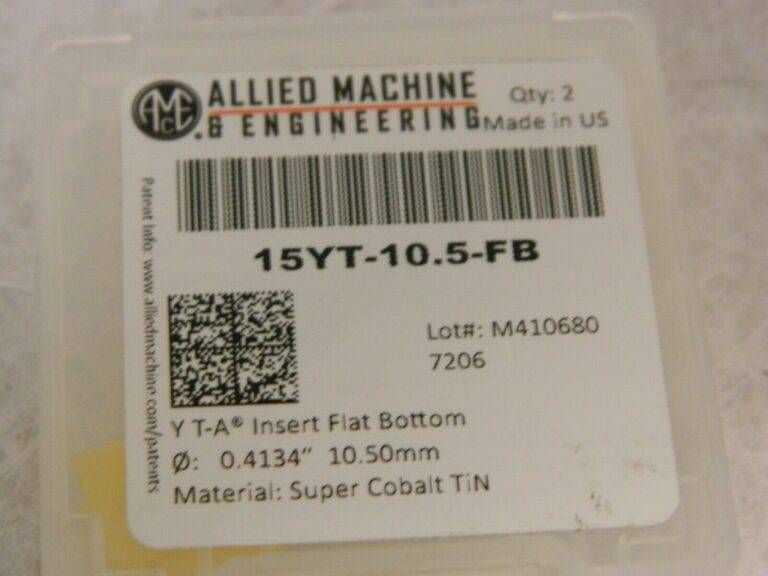 AMEC
ALLIED MACHINE
& ENGINEERING
Qty: 2
Made in US
15YT-10.5-FB
Patent Info: www.alliedmachine.com/patents
Lot#: M410680
7206
Y T-A® Insert Flat Bottom
Ø: 0.4134" 10.50mm
Material: Super Cobalt TiN